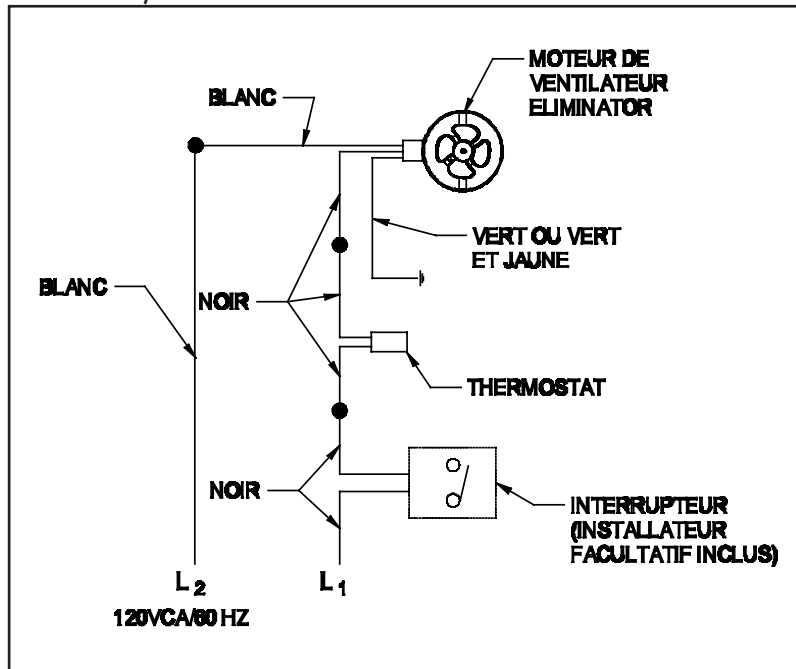 MOTEUR DE
VENTILATEUR
ELIMINATOR
BLANC
VERT OU VERT
ET JAUNE
BLANC
NOIR
THERMOSTAT
NOIR
INTERRUPTEUR
(INSTALLATEUR
FACULTATIF INCLUS)
L2 L1
120VCA/60 HZ